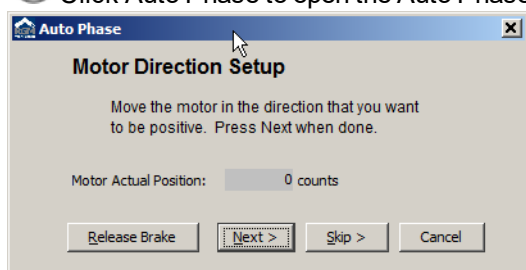 Click Auto Phase to open the Auto Phase
Auto Phase
Motor Direction Setup
Move the motor in the direction that you want
to be positive. Press Next when done.
Motor Actual Position: 0 counts
Release Brake Next > Skip > Cancel